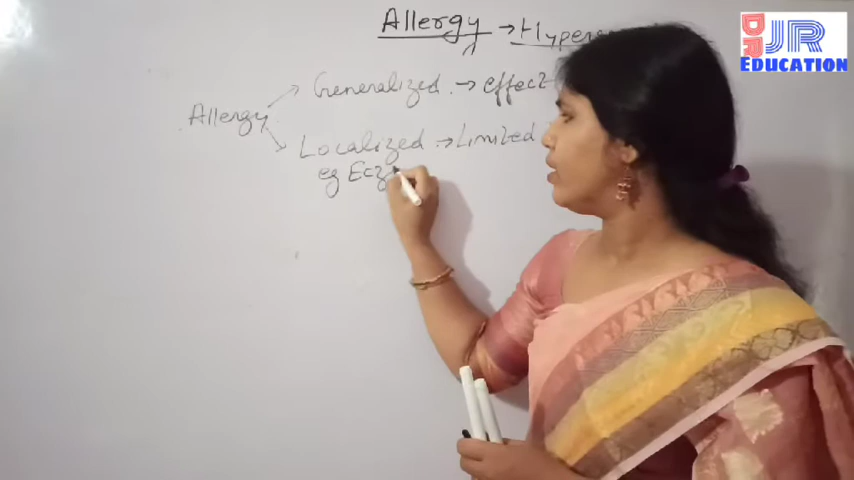 Allergy → Hypers
Generalized → effect
Allergy
Localized → Limited
eg Ecz
DR JR
EDUCATION